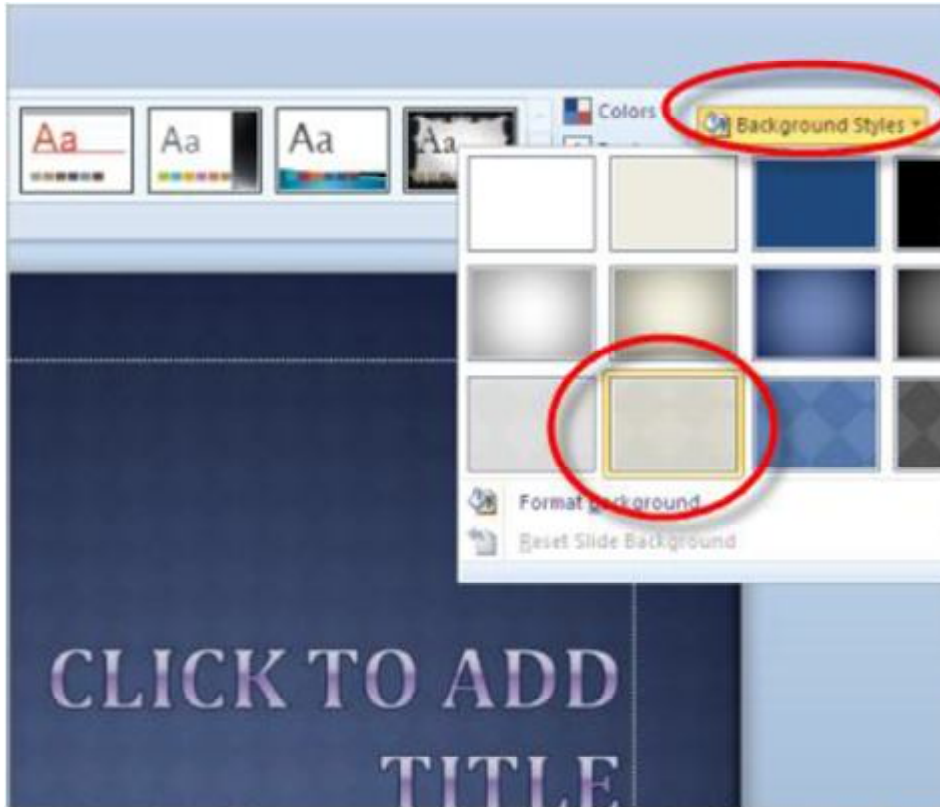 Colors
Background Styles
Aa
Aa
Aa
Aa
Format Background
Reset Slide Background
CLICK TO ADD
TITLE